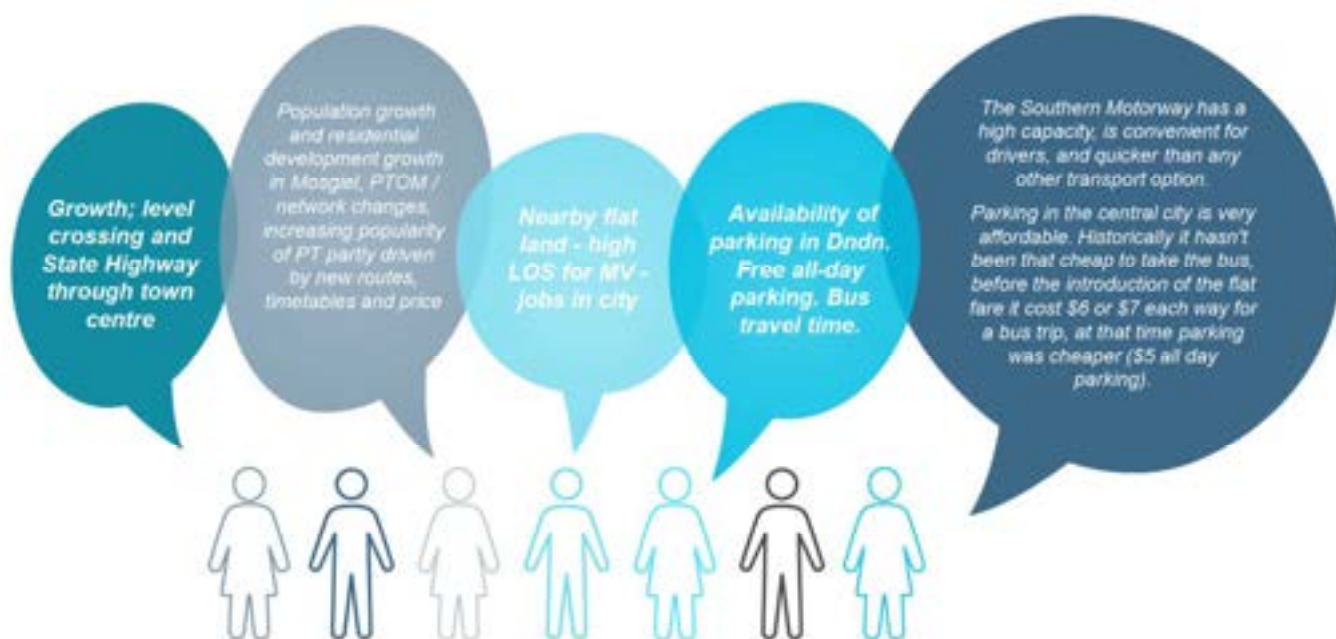 Growth; level
crossing and
State Highway
through town
centre
Population growth
and residential
development growth
in Mosgiel, PTOM /
network changes,
increasing popularity
of PT partly driven
by new routes,
timetables and price
Nearby flat
land - high
LOS for MV -
jobs in city
Availability of
parking in Dndn.
Free all-day
parking. Bus
travel time.
The Southern Motorway has a
high capacity, is convenient for
drivers, and quicker than any
other transport option.
Parking in the central city is very
affordable. Historically it hasn't
been that cheap to take the bus,
before the introduction of the flat
fare it cost $6 or $7 each way for
a bus trip, at that time parking
was cheaper ($5 all day
parking).